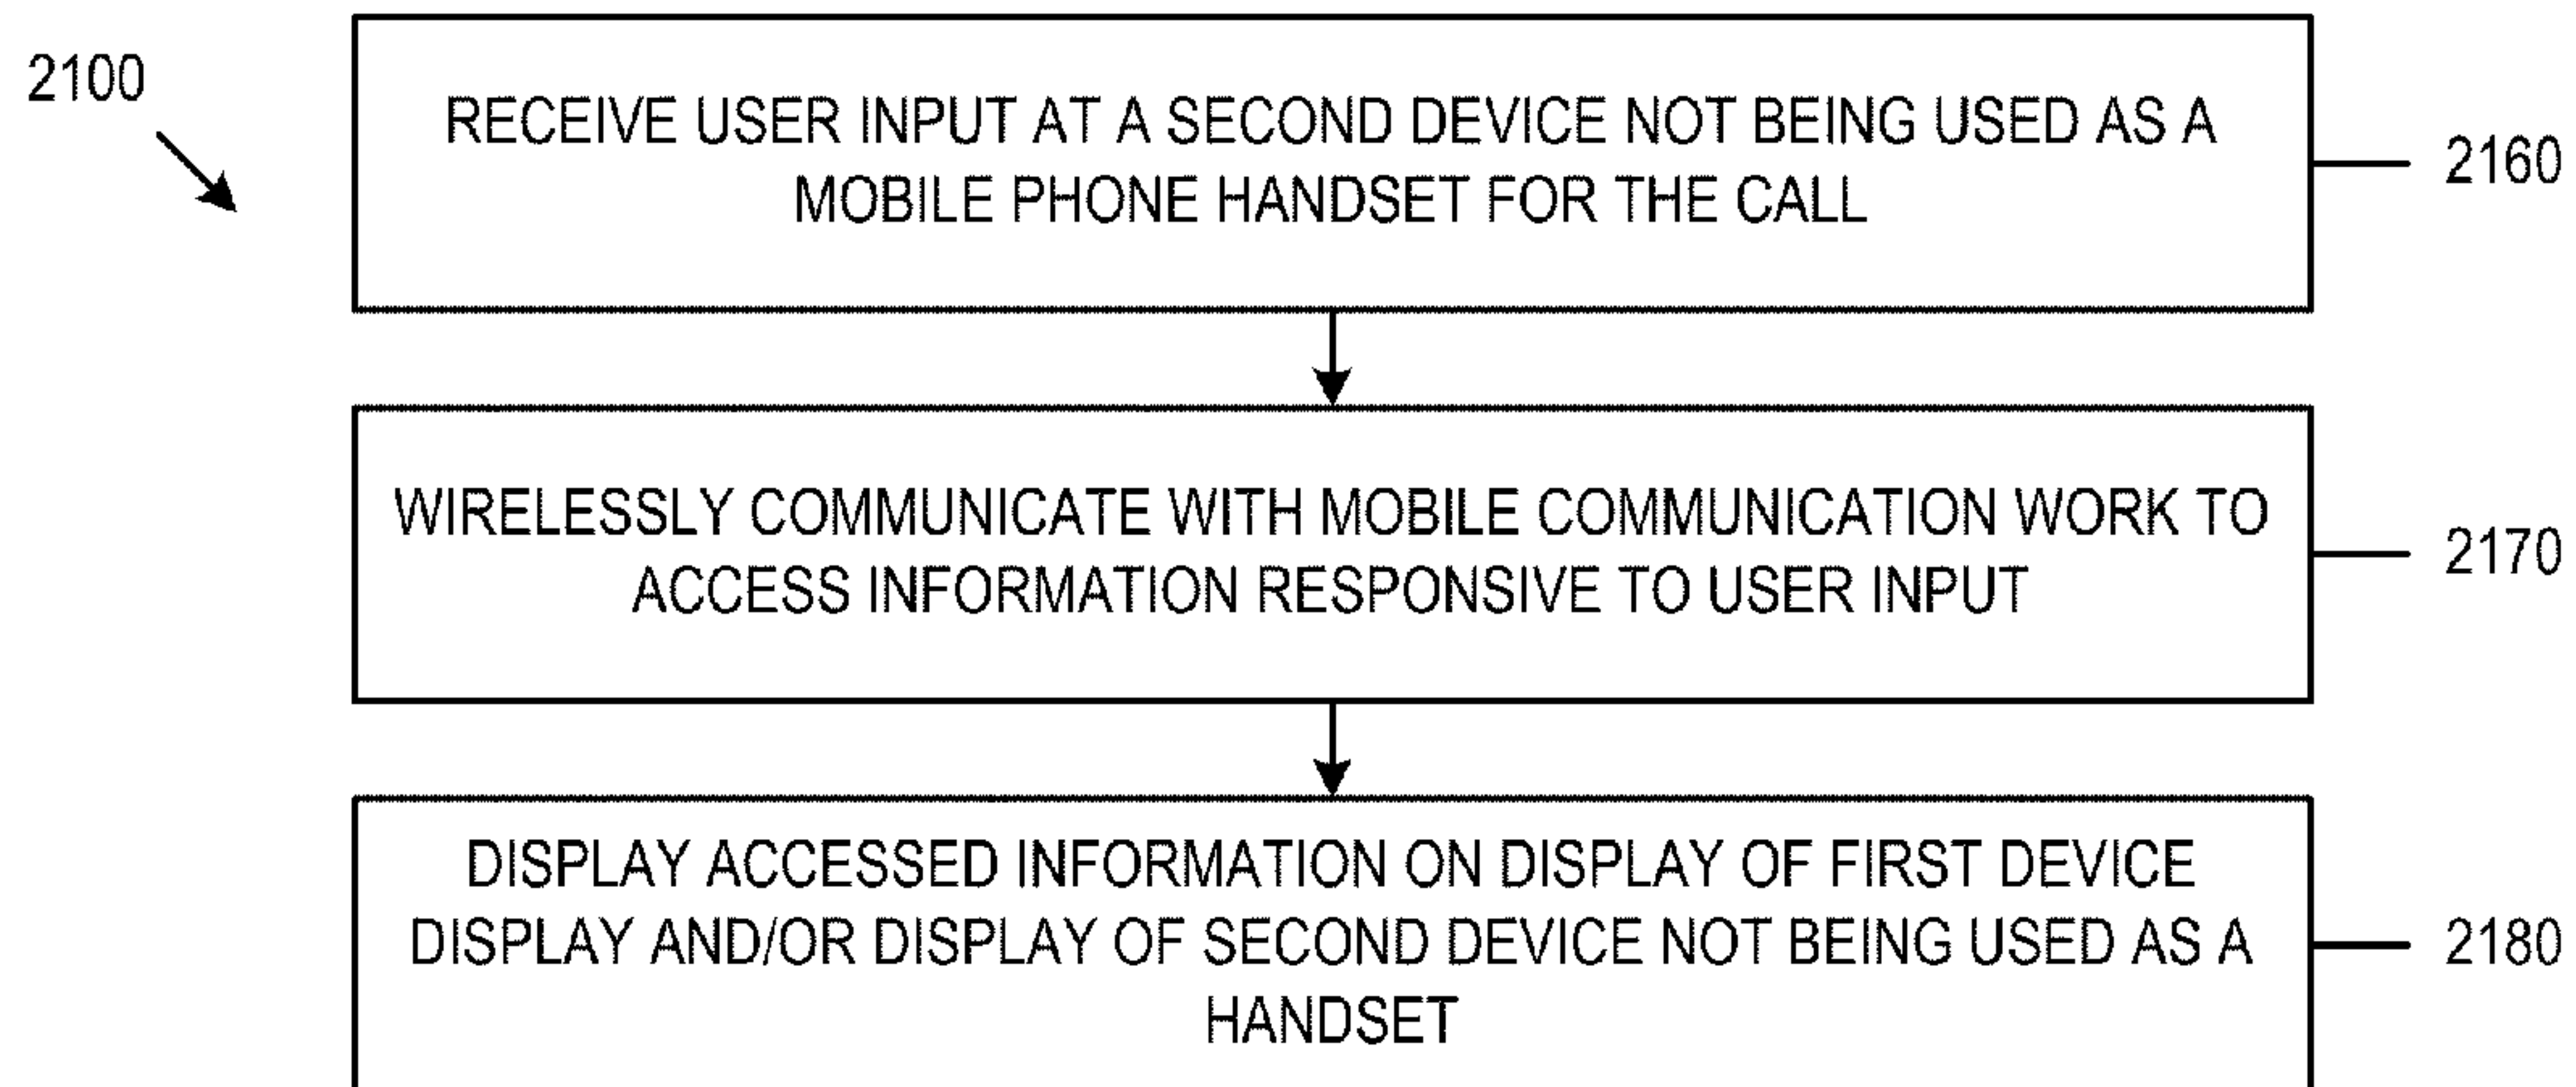 2100
RECEIVE USER INPUT AT A SECOND DEVICE NOT BEING USED AS A
MOBILE PHONE HANDSET FOR THE CALL
2160
WIRELESSLY COMMUNICATE WITH MOBILE COMMUNICATION WORK TO
ACCESS INFORMATION RESPONSIVE TO USER INPUT
2170
DISPLAY ACCESSED INFORMATION ON DISPLAY OF FIRST DEVICE
DISPLAY AND/OR DISPLAY OF SECOND DEVICE NOT BEING USED AS A
HANDSET
2180